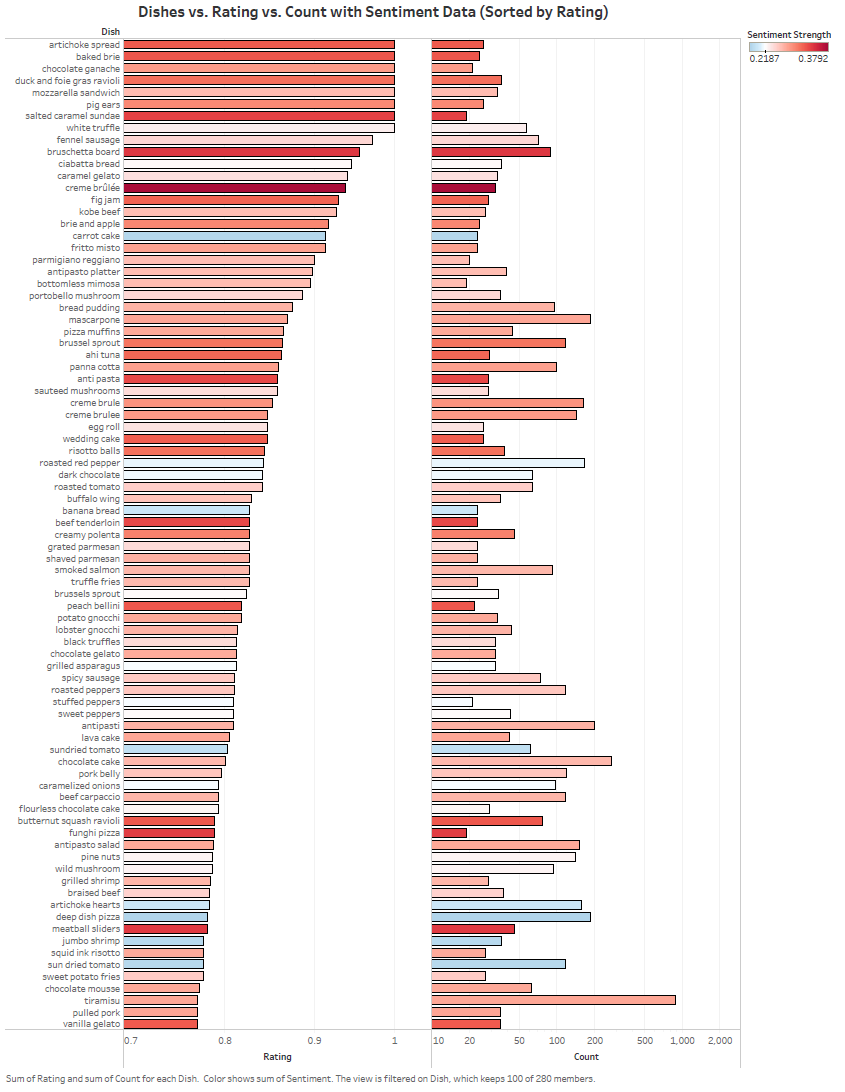 Dishes vs. Rating vs. Count with Sentiment Data (Sorted by Rating)
Dish
Sentiment Strength
0.2187 0.3792
artichoke spread
baked brie
chocolate ganache
duck and foie gras ravioli
mozzarella sandwich
pig ears
salted caramel sundae
white truffle
fennel sausage
bruschetta board
ciabatta bread
caramel gelato
creme brûlée
fig jam
kobe beef
brie and apple
carrot cake
fritto misto
parmigiano reggiano
antipasto platter
bottomless mimosa
portobello mushroom
bread pudding
mascarpone
pizza muffins
brussel sprout
ahi tuna
panna cotta
anti pasta
sauteed mushrooms
creme brule
creme brulee
egg roll
wedding cake
risotto balls
roasted red pepper
dark chocolate
roasted tomato
buffalo wing
banana bread
beef tenderloin
creamy polenta
grated parmesan
shaved parmesan
smoked salmon
truffle fries
brussels sprout
peach bellini
potato gnocchi
lobster gnocchi
black truffles
chocolate gelato
grilled asparagus
spicy sausage
roasted peppers
stuffed peppers
sweet peppers
antipasti
lava cake
sundried tomato
chocolate cake
pork belly
caramelized onions
beef carpaccio
flourless chocolate cake
butternut squash ravioli
funghi pizza
antipasto salad
pine nuts
wild mushroom
grilled shrimp
braised beef
artichoke hearts
deep dish pizza
meatball sliders
jumbo shrimp
squid ink risotto
sun dried tomato
sweet potato fries
chocolate mousse
tiramisu
pulled pork
vanilla gelato
0.7 0.8 0.9 1 10 20 50 100 200 500 1,000 2,000
Rating Count
Sum of Rating and sum of Count for each Dish. Color shows sum of Sentiment. The view is filtered on Dish, which keeps 100 of 280 members.